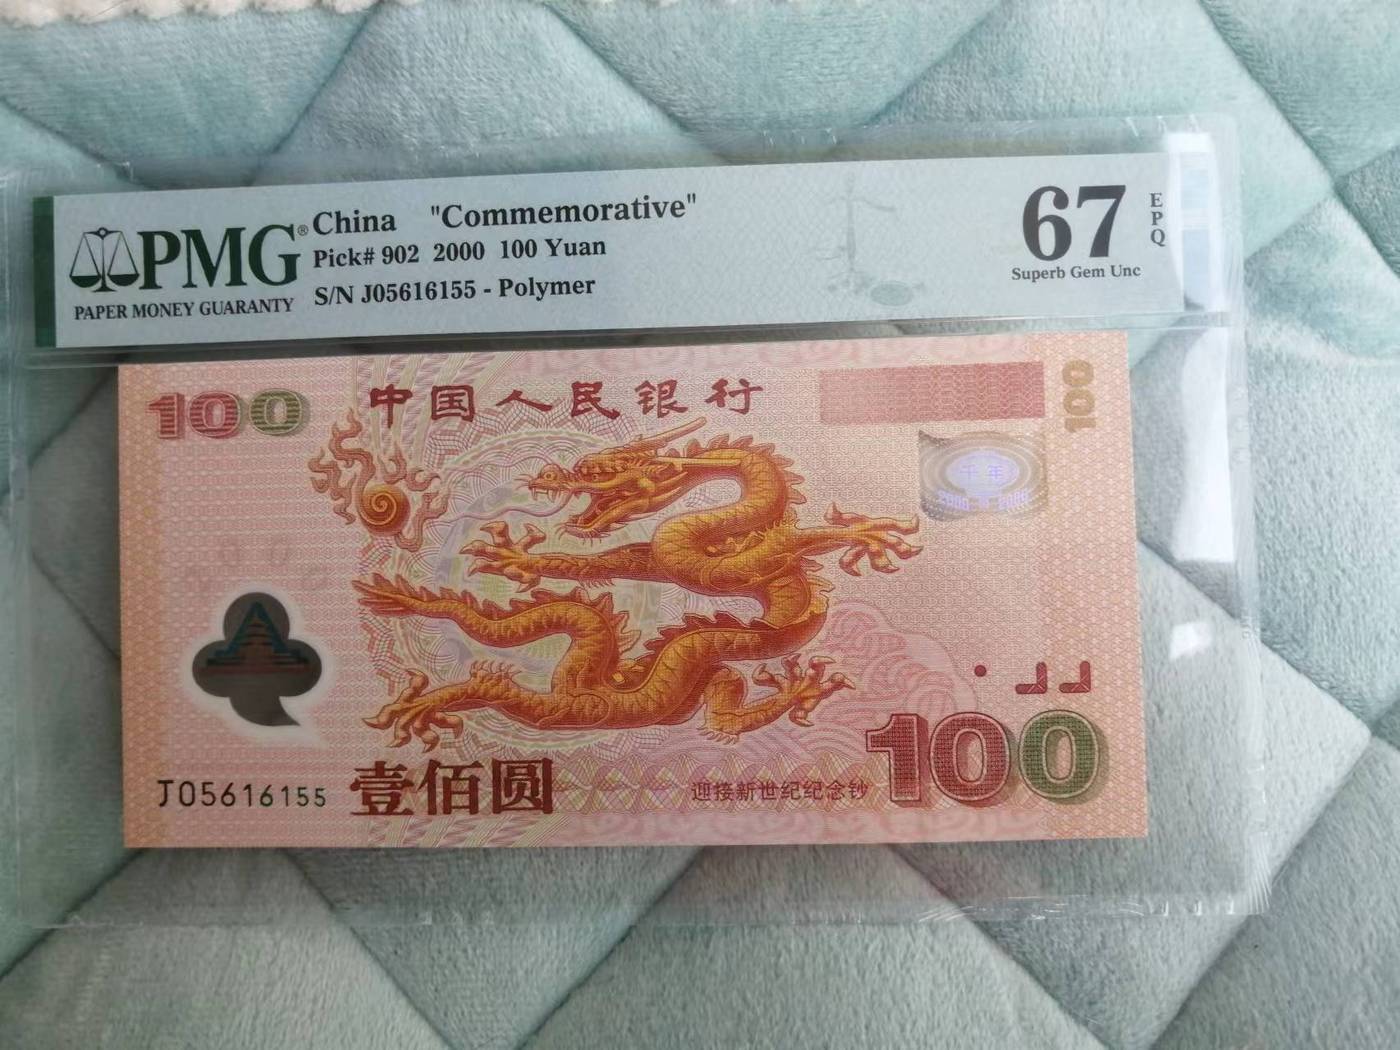 PMG®
PAPER MONEY GUARANTY
China "Commemorative"
Pick# 902 2000 100 Yuan
S/N J05616155 - Polymer
67
EPQ
Superb Gem Unc
100
中国人民银行
100
千年
2000 2000
J05616155
壹佰圆
迎接新世纪纪念钞
100